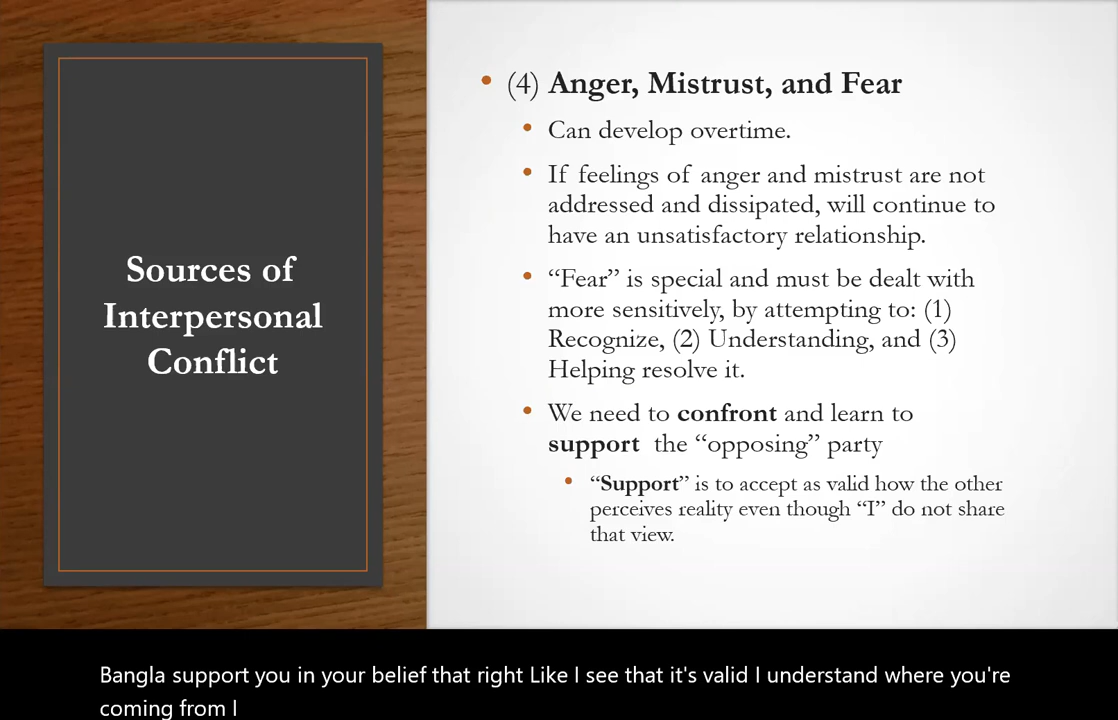 Sources of
Interpersonal
Conflict
• (4) Anger, Mistrust, and Fear
• Can develop overtime.
• If feelings of anger and mistrust are not
addressed and dissipated, will continue to
have an unsatisfactory relationship.
• “Fear” is special and must be dealt with
more sensitively, by attempting to: (1)
Recognize, (2) Understanding, and (3)
Helping resolve it.
• We need to confront and learn to
support the “opposing” party
• “Support” is to accept as valid how the other
perceives reality even though “I” do not share
that view.
Bangla support you in your belief that right Like I see that it's valid I understand where you're
coming from I